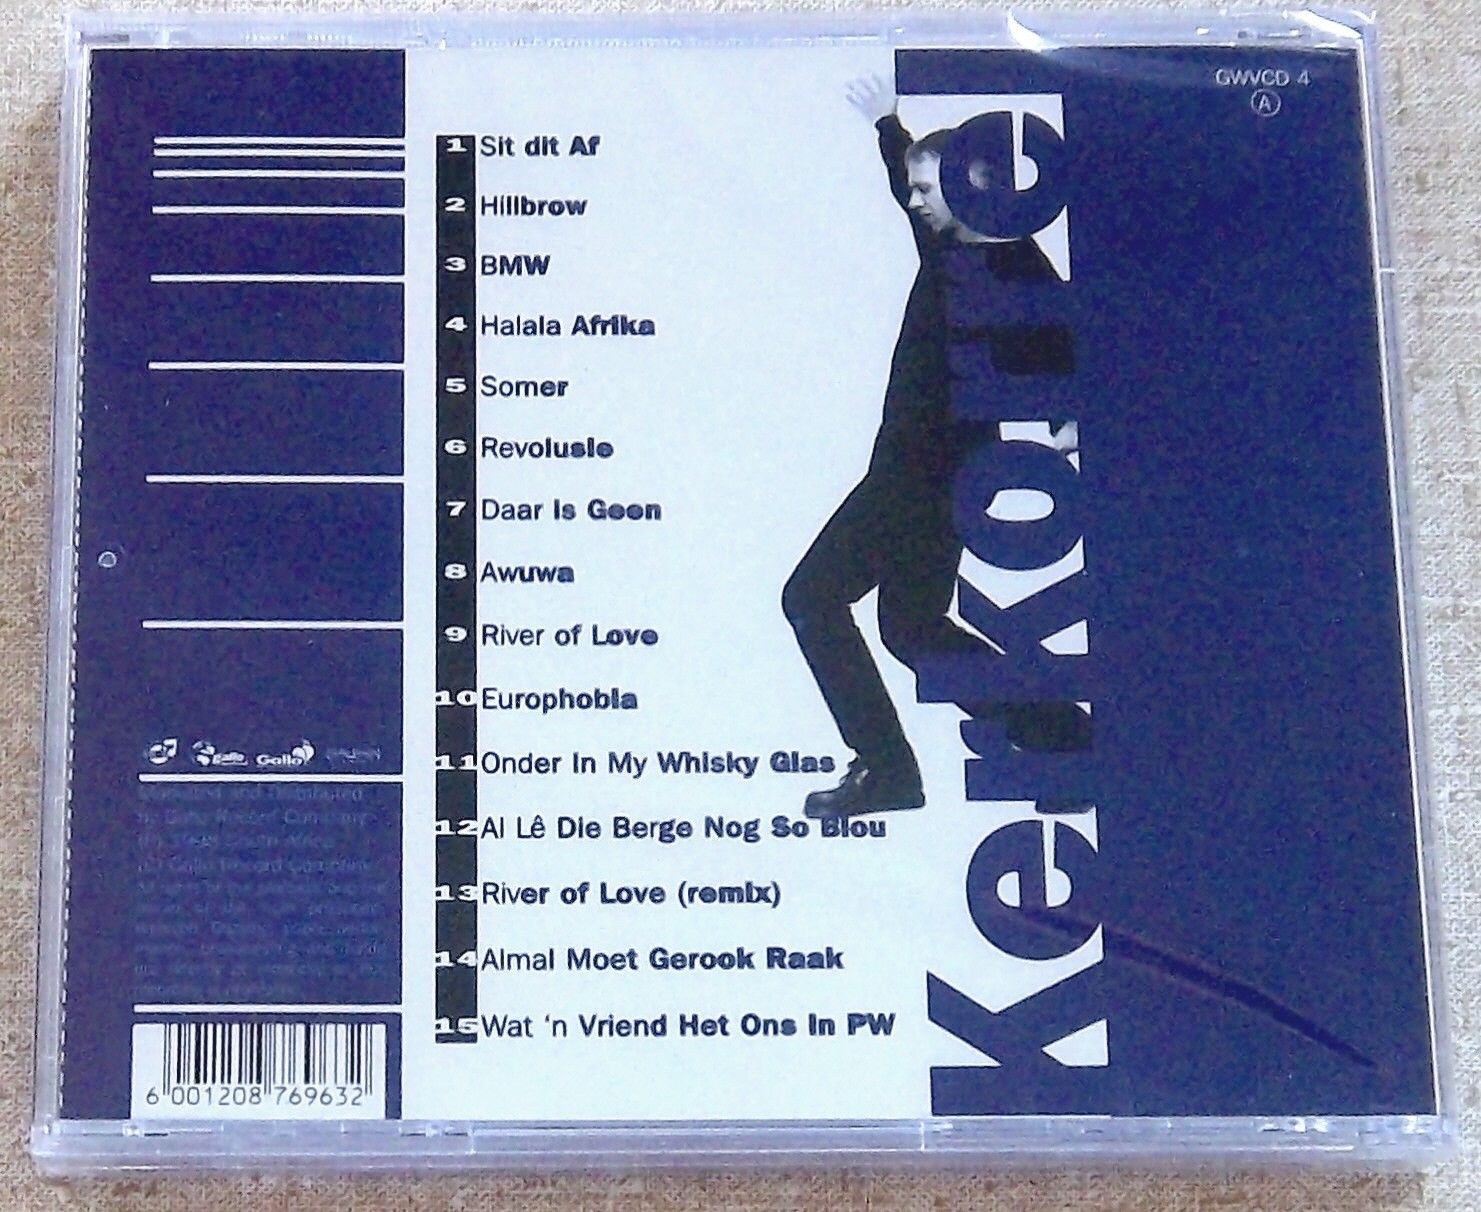 GWVCD 4
A
1 Sit dit Af
2 Hillbrow
3 BMW
4 Halala Afrika
5 Somer
6 Revolusie
7 Daar Is Geen
8 Awuwa
9 River of Love
10 Europhobia
11 Onder In My Whisky Glas
12 Al Lê Die Berge Nog So Blou
13 River of Love (remix)
14 Almal Moet Gerook Raak
15 Wat 'n Vriend Het Ons In PW
kerkorrel
gallo
Gallo
6 001208 769632